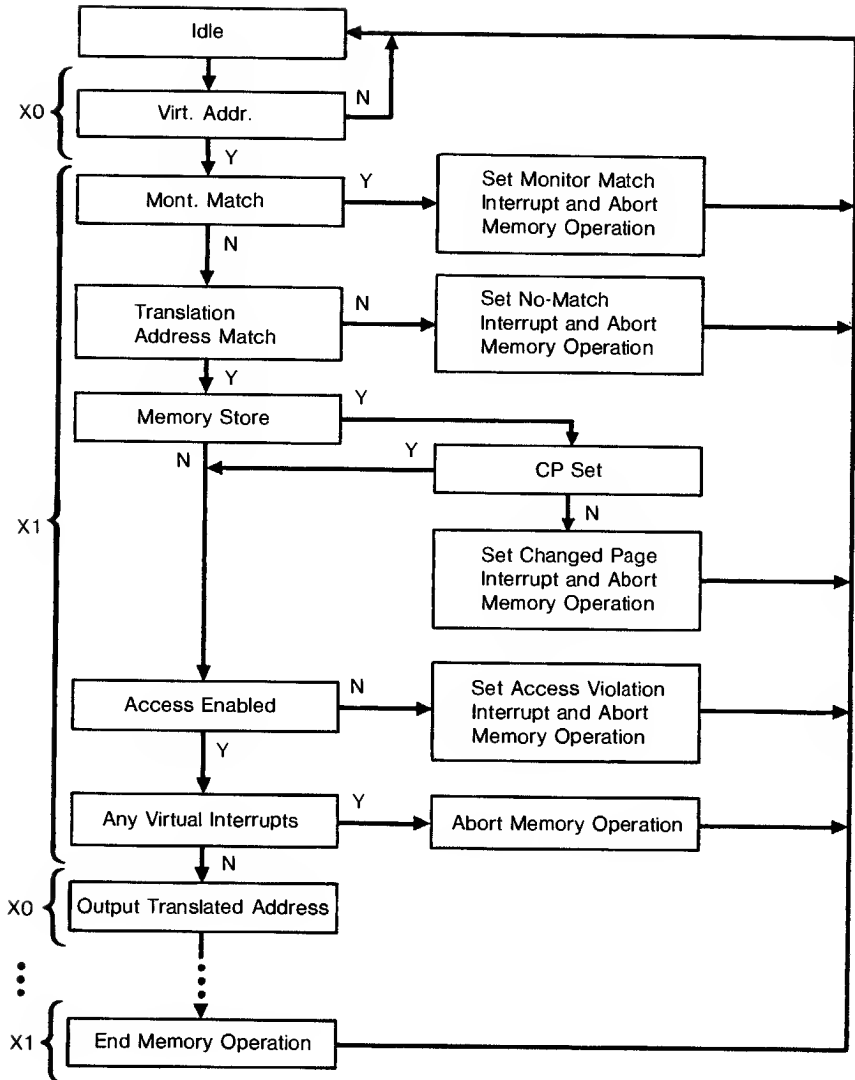 Idle
X0
Virt. Addr.
N
Y
Mont. Match
Y
Set Monitor Match
Interrupt and Abort
Memory Operation
N
Translation
Address Match
N
Set No-Match
Interrupt and Abort
Memory Operation
Y
Memory Store
Y
N
Y
CP Set
N
X1
Set Changed Page
Interrupt and Abort
Memory Operation
Access Enabled
N
Set Access Violation
Interrupt and Abort
Memory Operation
Y
Any Virtual Interrupts
Y
Abort Memory Operation
N
X0
Output Translated Address
X1
End Memory Operation